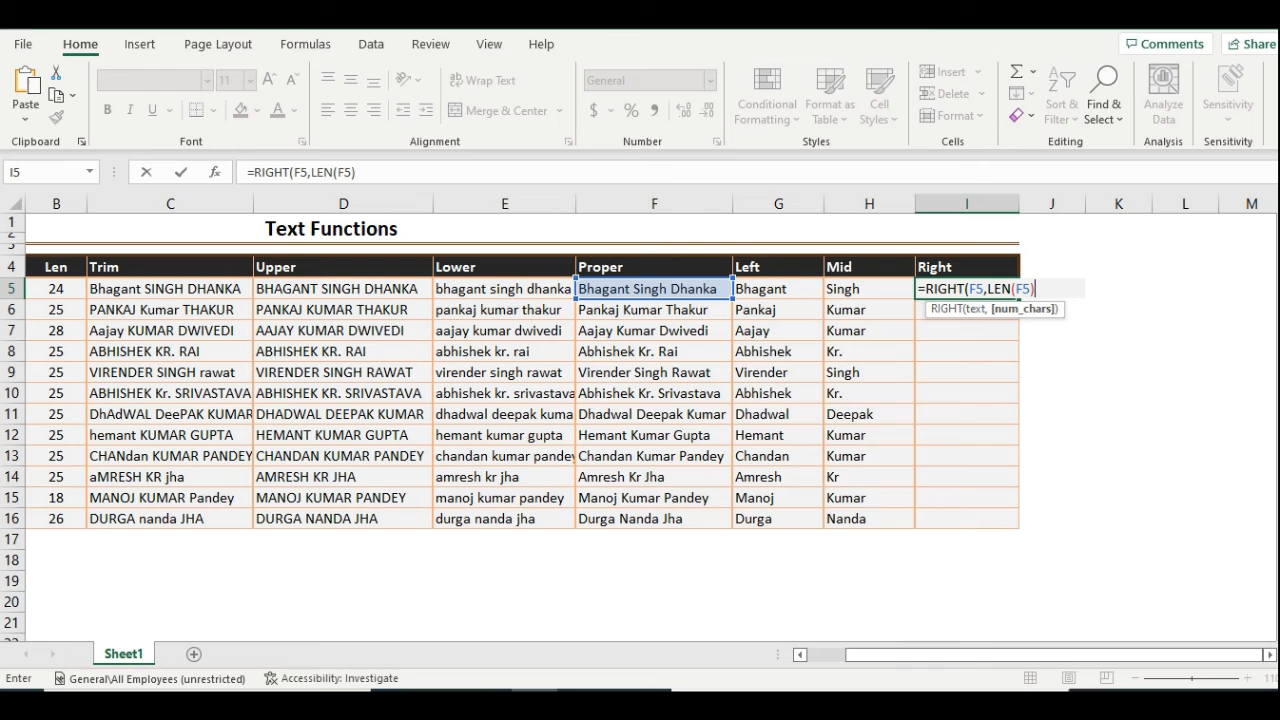 File Home Insert Page Layout Formulas Data Review View Help Comments Share
Paste 11 A A Wrap Text General Insert Σ
B I U Merge & Center $ % Conditional Formatting Format as Table Cell Styles Delete Format Sort & Filter Find & Select Analyze Data Sensitivity
Clipboard Font Alignment Number Styles Cells Editing Analysis Sensitivity
I5 fx =RIGHT(F5,LEN(F5)
B C D E F G H I J K L M
1 Text Functions
2
3
4 Len Trim Upper Lower Proper Left Mid Right
5 24 Bhagant SINGH DHANKA BHAGANT SINGH DHANKA bhagant singh dhanka Bhagant Singh Dhanka Bhagant Singh =RIGHT(F5,LEN(F5)
RIGHT(text, [num_chars])
6 25 PANKAJ Kumar THAKUR PANKAJ KUMAR THAKUR pankaj kumar thakur Pankaj Kumar Thakur Pankaj Kumar
7 28 Aajay KUMAR DWIVEDI AAJAY KUMAR DWIVEDI aajay kumar dwivedi Aajay Kumar Dwivedi Aajay Kumar
8 25 ABHISHEK KR. RAI ABHISHEK KR. RAI abhishek kr. rai Abhishek Kr. Rai Abhishek Kr.
9 25 VIRENDER SINGH rawat VIRENDER SINGH RAWAT virender singh rawat Virender Singh Rawat Virender Singh
10 25 ABHISHEK Kr. SRIVASTAVA ABHISHEK KR. SRIVASTAVA abhishek kr. srivastava Abhishek Kr. Srivastava Abhishek Kr.
11 25 DhAdWAL DeePAK KUMAR DHADWAL DEEPAK KUMAR dhadwal deepak kuma Dhadwal Deepak Kumar Dhadwal Deepak
12 25 hemant KUMAR GUPTA HEMANT KUMAR GUPTA hemant kumar gupta Hemant Kumar Gupta Hemant Kumar
13 25 CHANdan KUMAR PANDEY CHANDAN KUMAR PANDEY chandan kumar pandey Chandan Kumar Pandey Chandan Kumar
14 25 aMRESH KR jha AMRESH KR JHA amresh kr jha Amresh Kr Jha Amresh Kr
15 18 MANOJ KUMAR Pandey MANOJ KUMAR PANDEY manoj kumar pandey Manoj Kumar Pandey Manoj Kumar
16 26 DURGA nanda JHA DURGA NANDA JHA durga nanda jha Durga Nanda Jha Durga Nanda
17
18
19
20
21
Sheet1
Enter General\All Employees (unrestricted) Accessibility: Investigate